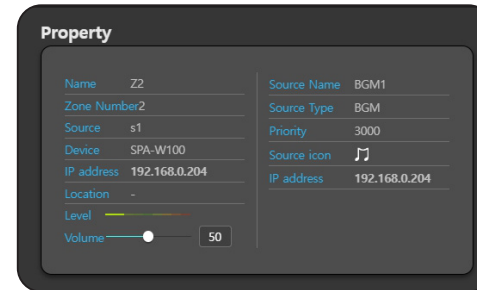 Property
Name Z2
Zone Number2
Source s1
Device SPA-W100
IP address 192.168.0.204
Location -
Level
Volume 50
Source Name BGM1
Source Type BGM
Priority 3000
Source icon
IP address 192.168.0.204